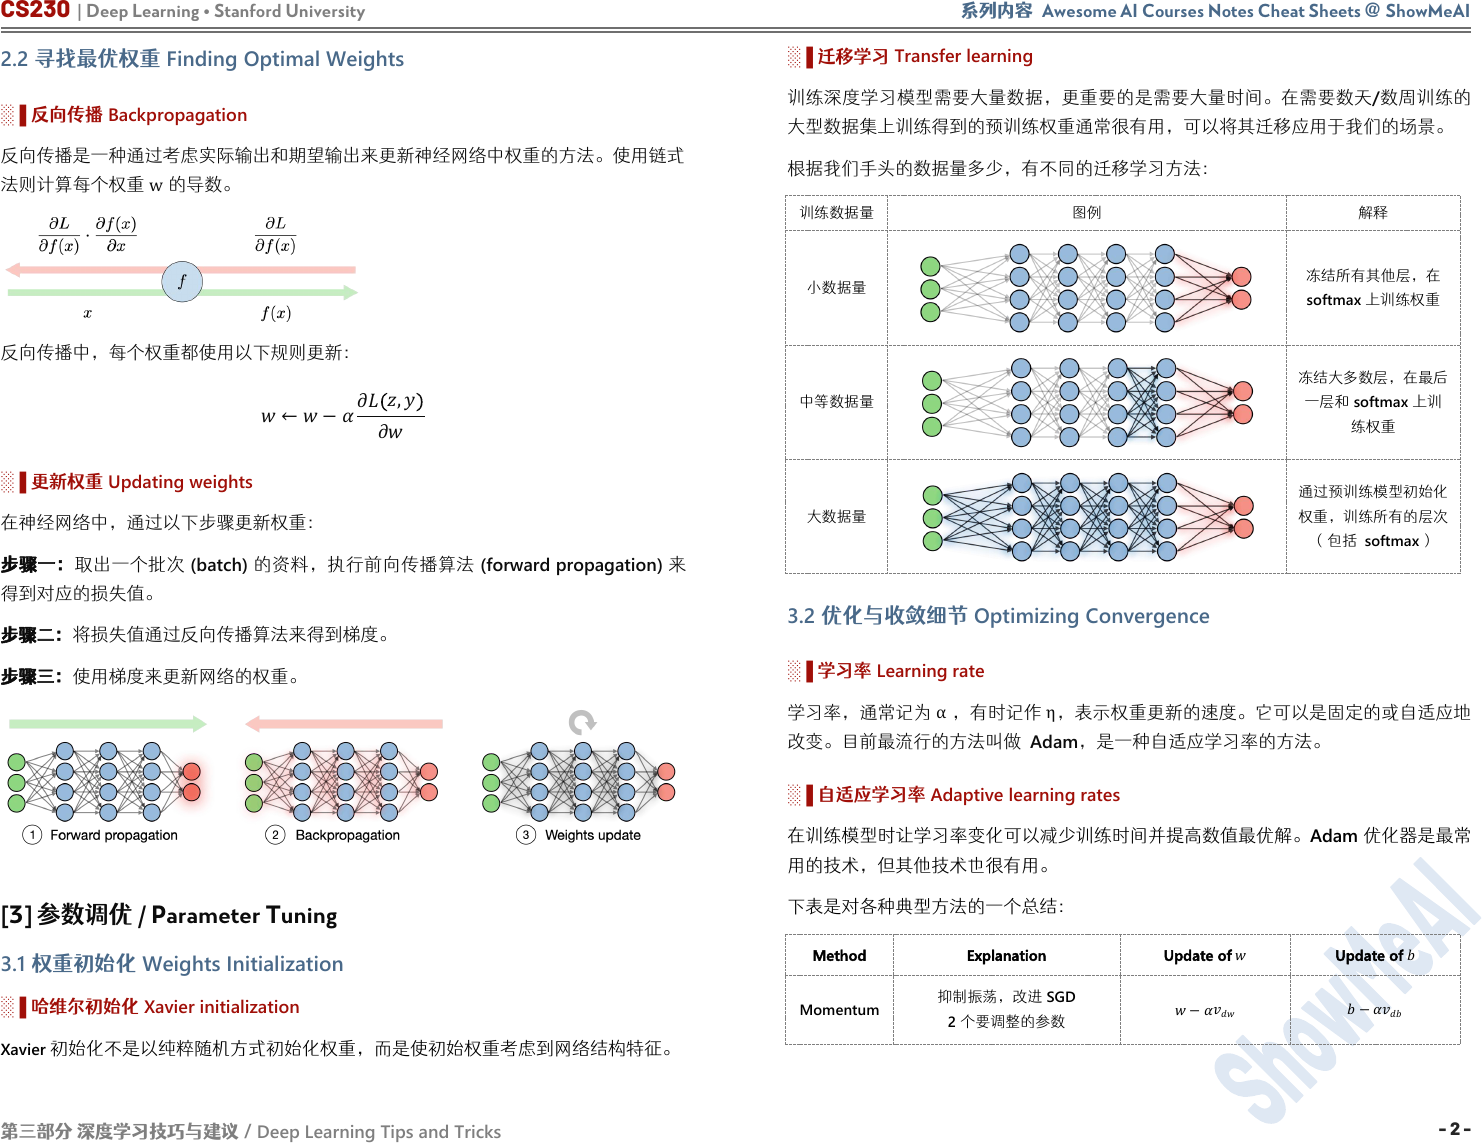 CS230 | Deep Learning • Stanford University
系列内容 Awesome AI Courses Notes Cheat Sheets @ ShowMeAI
2.2 寻找最优权重 Finding Optimal Weights
反向传播 Backpropagation
反向传播是一种通过考虑实际输出和期望输出来更新神经网络中权重的方法。使用链式
法则计算每个权重 w 的导数。
∂L/∂f(x) · ∂f(x)/∂x
∂L/∂f(x)
f
x
f(x)
反向传播中，每个权重都使用以下规则更新：
w ← w − α ∂L(z, y)/∂w
更新权重 Updating weights
在神经网络中，通过以下步骤更新权重：
步骤一：取出一个批次 (batch) 的资料，执行前向传播算法 (forward propagation) 来
得到对应的损失值。
步骤二：将损失值通过反向传播算法来得到梯度。
步骤三：使用梯度来更新网络的权重。
1 Forward propagation
2 Backpropagation
3 Weights update
[3] 参数调优 / Parameter Tuning
3.1 权重初始化 Weights Initialization
哈维尔初始化 Xavier initialization
Xavier 初始化不是以纯粹随机方式初始化权重，而是使初始权重考虑到网络结构特征。
迁移学习 Transfer learning
训练深度学习模型需要大量数据，更重要的是需要大量时间。在需要数天/数周训练的
大型数据集上训练得到的预训练权重通常很有用，可以将其迁移应用于我们的场景。
根据我们手头的数据量多少，有不同的迁移学习方法：
训练数据量 图例 解释
小数据量
冻结所有其他层，在
softmax 上训练权重
中等数据量
冻结大多数层，在最后
一层和 softmax 上训
练权重
大数据量
通过预训练模型初始化
权重，训练所有的层次
（ 包括 softmax ）
3.2 优化与收敛细节 Optimizing Convergence
学习率 Learning rate
学习率，通常记为 α ，有时记作 η，表示权重更新的速度。它可以是固定的或自适应地
改变。目前最流行的方法叫做 Adam，是一种自适应学习率的方法。
自适应学习率 Adaptive learning rates
在训练模型时让学习率变化可以减少训练时间并提高数值最优解。Adam 优化器是最常
用的技术，但其他技术也很有用。
下表是对各种典型方法的一个总结：
Method Explanation Update of w Update of b
Momentum
抑制振荡，改进 SGD
2 个要调整的参数
w − αv_dw
b − αv_db
ShowMeAI
第三部分 深度学习技巧与建议 / Deep Learning Tips and Tricks
- 2 -